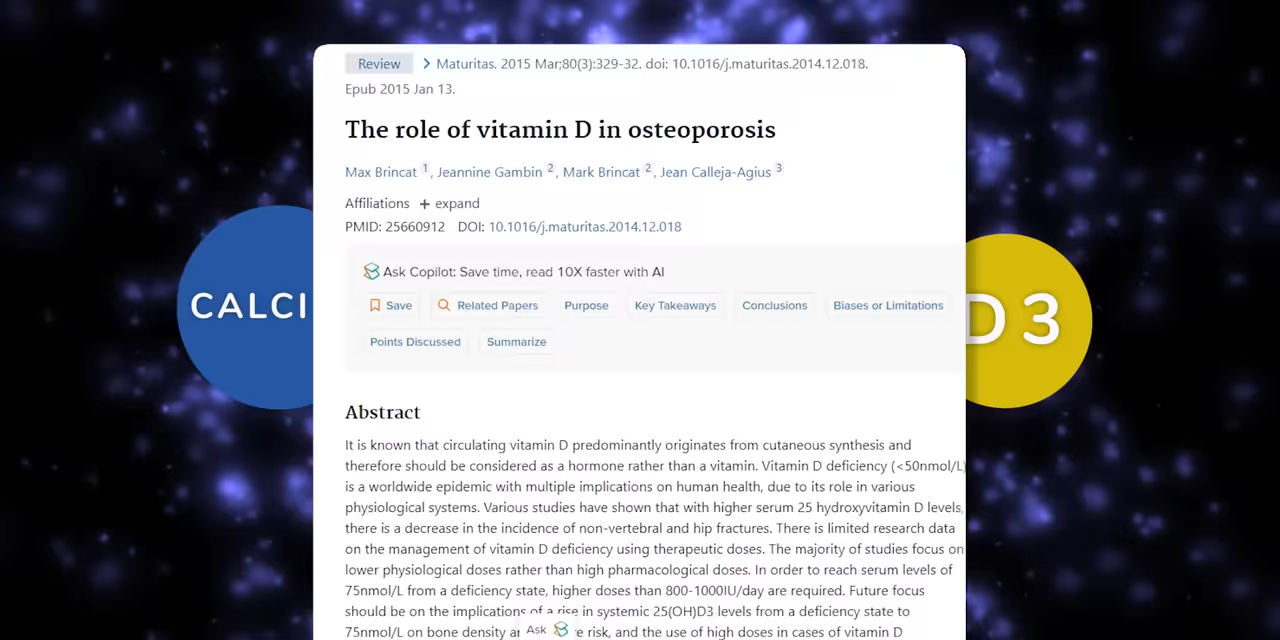 Review > Maturitas. 2015 Mar;80(3):329-32. doi: 10.1016/j.maturitas.2014.12.018.
Epub 2015 Jan 13.
The role of vitamin D in osteoporosis
Max Brincat 1, Jeannine Gambin 2, Mark Brincat 2, Jean Calleja-Agius 3
Affiliations + expand
PMID: 25660912 DOI: 10.1016/j.maturitas.2014.12.018
CALCI
D3
Ask Copilot: Save time, read 10X faster with AI
Save Related Papers Purpose Key Takeaways Conclusions Biases or Limitations
Points Discussed Summarize
Abstract
It is known that circulating vitamin D predominantly originates from cutaneous synthesis and
therefore should be considered as a hormone rather than a vitamin. Vitamin D deficiency (<50nmol/L)
is a worldwide epidemic with multiple implications on human health, due to its role in various
physiological systems. Various studies have shown that with higher serum 25 hydroxyvitamin D levels,
there is a decrease in the incidence of non-vertebral and hip fractures. There is limited research data
on the management of vitamin D deficiency using therapeutic doses. The majority of studies focus on
lower physiological doses rather than high pharmacological doses. In order to reach serum levels of
75nmol/L from a deficiency state, higher doses than 800-1000IU/day are required. Future focus
should be on the implications of a rise in systemic 25(OH)D3 levels from a deficiency state to
75nmol/L on bone density risk, and the use of high doses in cases of vitamin D
Ask